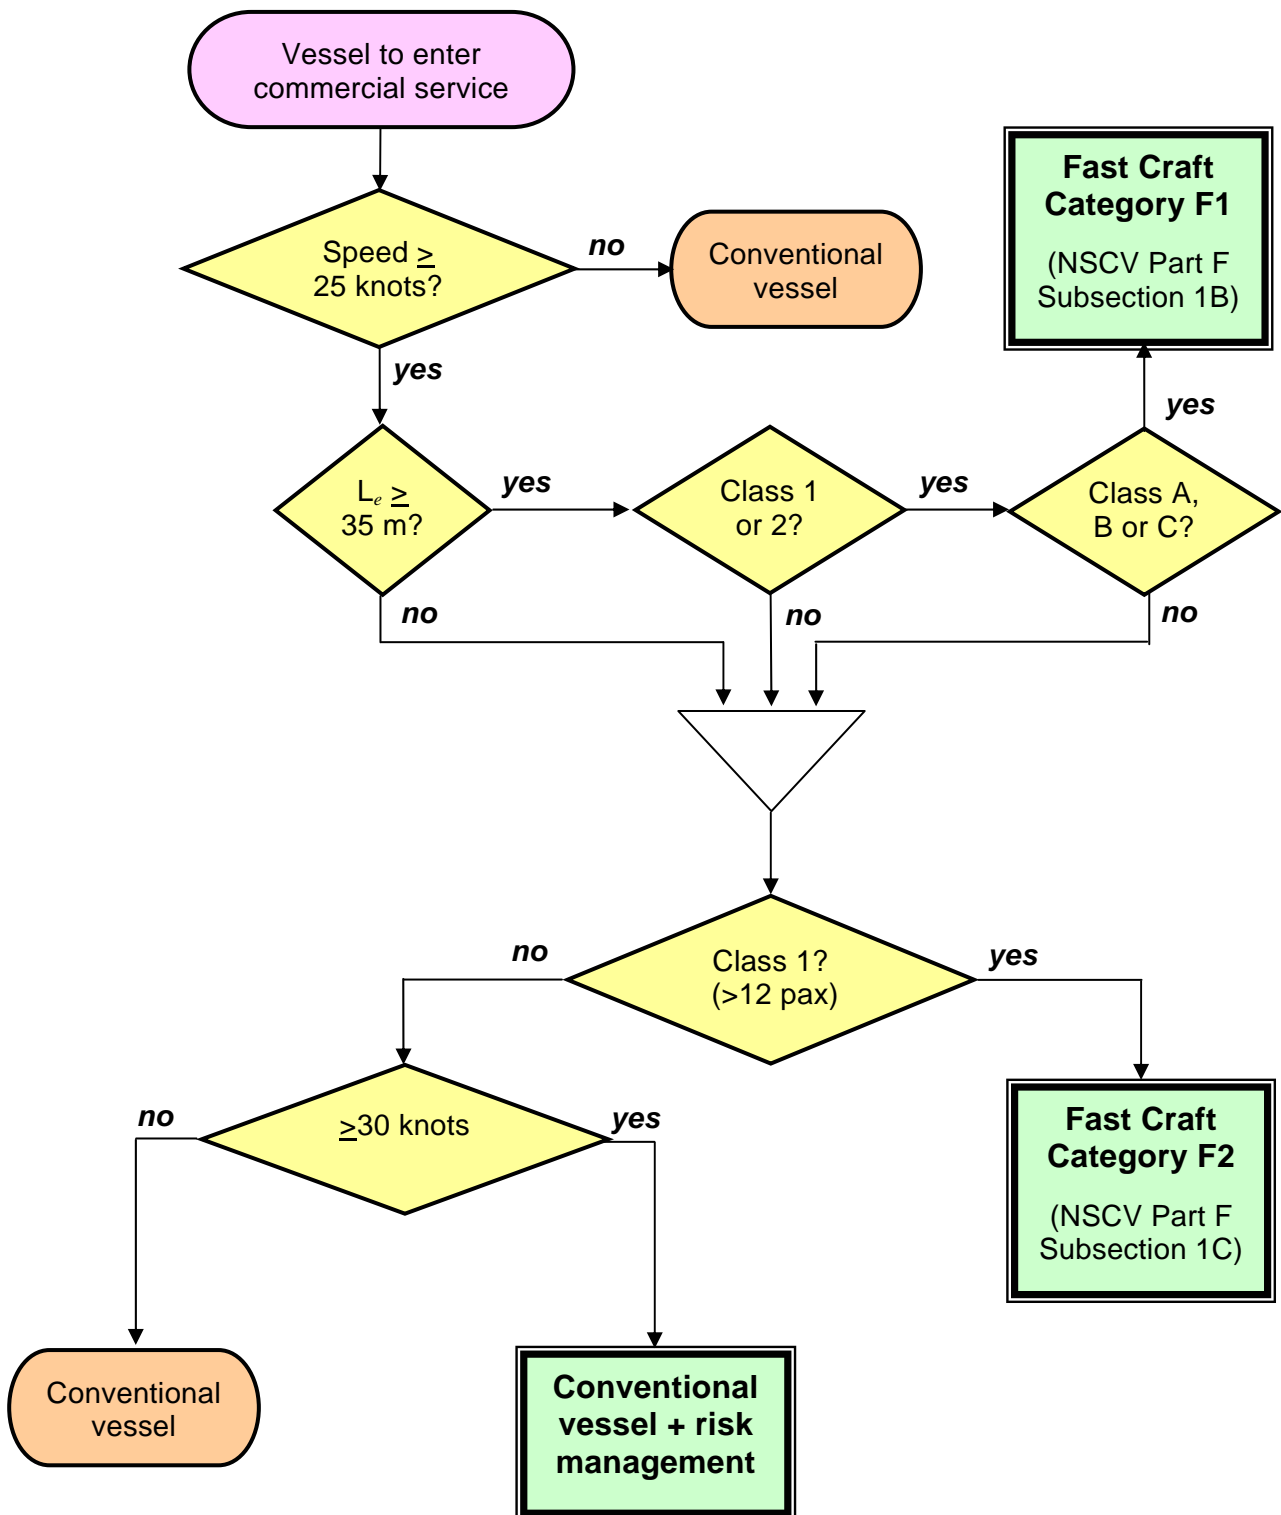 Vessel to enter
commercial service
Speed ≥
25 knots?
no
Conventional
vessel
Fast Craft
Category F1
(NSCV Part F
Subsection 1B)
yes
yes
Le ≥
35 m?
yes
Class 1
or 2?
yes
Class A,
B or C?
no
no
no
Class 1?
(>12 pax)
no
yes
≥30 knots
no
yes
Fast Craft
Category F2
(NSCV Part F
Subsection 1C)
Conventional
vessel
Conventional
vessel + risk
management